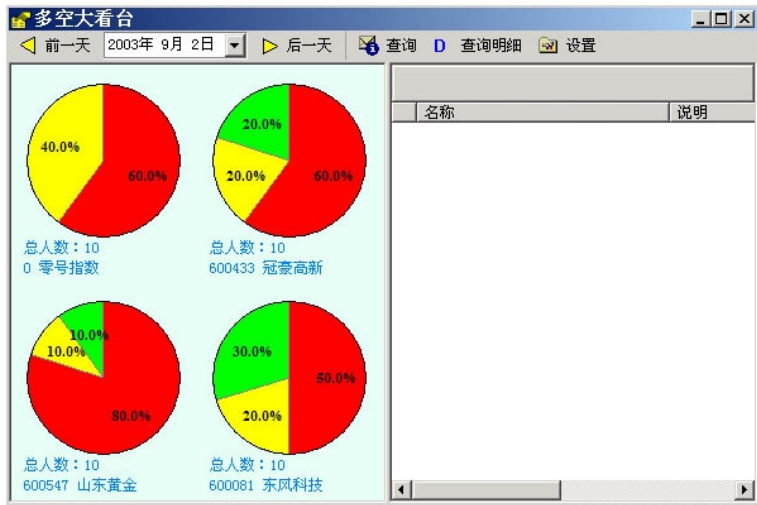 多空大看台
前一天 2003年 9月 2日 后一天 查询 D 查询明细 设置
名称 说明
40.0% 60.0%
总人数:10
0 零号指数
20.0% 20.0% 60.0%
总人数:10
600433 冠豪高新
10.0% 10.0% 80.0%
总人数:10
600547 山东黄金
30.0% 50.0% 20.0%
总人数:10
600081 东风科技